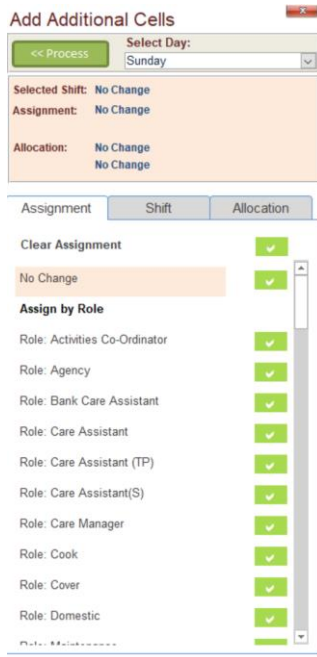 Add Additional Cells
<< Process
Select Day:
Sunday
Selected Shift: No Change
Assignment: No Change
Allocation: No Change
No Change
Assignment Shift Allocation
Clear Assignment
No Change
Assign by Role
Role: Activities Co-Ordinator
Role: Agency
Role: Bank Care Assistant
Role: Care Assistant
Role: Care Assistant (TP)
Role: Care Assistant(S)
Role: Care Manager
Role: Cook
Role: Cover
Role: Domestic
Role: Maintenance